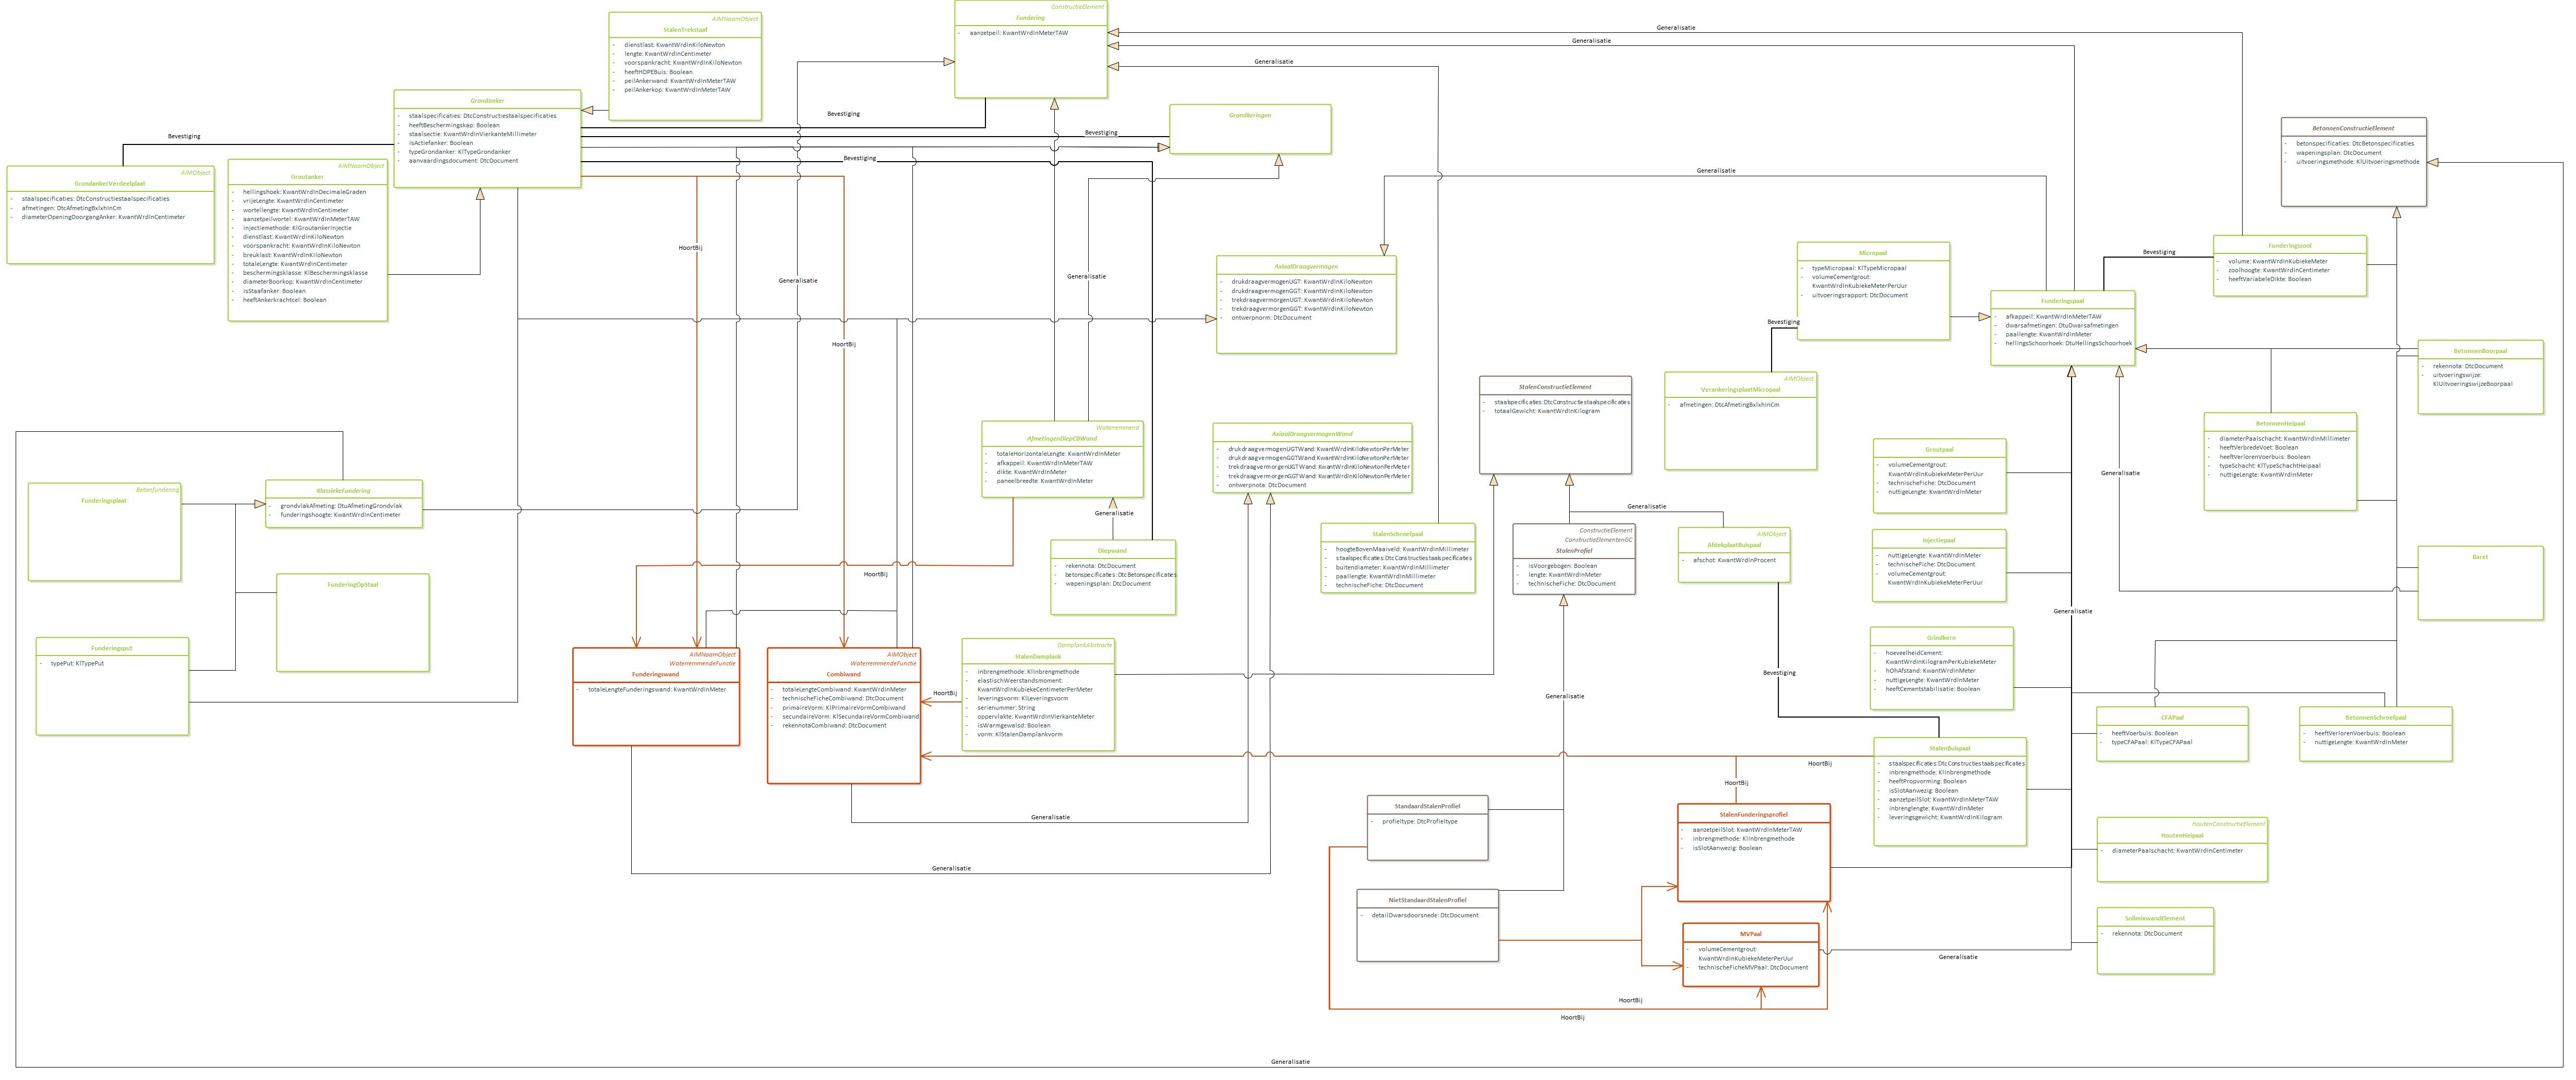 AIMNaamObject
StalenTrekstaaf
- dienstlast: KwantWrdInKiloNewton
- lengte: KwantWrdInCentimeter
- voorspankracht: KwantWrdInKiloNewton
- heeftHDPEBuis: Boolean
- peilAnkerwand: KwantWrdInMeterTAW
- peilAnkerkop: KwantWrdInMeterTAW
ConstructieElement
Fundering
- aanzetpeil: KwantWrdInMeterTAW
Generalisatie
Generalisatie
Generalisatie
Grondanker
- staalspecificaties: DtcConstructiestaalspecificaties
- heeftBeschermingskap: Boolean
- staalsectie: KwantWrdInVierkanteMillimeter
- isActiefanker: Boolean
- typeGrondanker: KlTypeGrondanker
- aanvaardingsdocument: DtcDocument
Bevestiging
Bevestiging
Bevestiging
Bevestiging
Grondkeringen
BetonnenConstructieElement
- betonspecificaties: DtcBetonspecificaties
- wapeningsplan: DtcDocument
- uitvoeringsmethode: KlUitvoeringsmethode
AIMObject
GrondankerVerdeelplaat
- staalspecificaties: DtcConstructiestaalspecificaties
- afmetingen: DtcAfmetingBxlxhInCm
- diameterOpeningDoorgangAnker: KwantWrdInCentimeter
AIMNaamObject
Groutanker
- hellingshoek: KwantWrdInDecimaleGraden
- vrijeLengte: KwantWrdInCentimeter
- wortellengte: KwantWrdInCentimeter
- aanzetpeilwortel: KwantWrdInMeterTAW
- injectiemethode: KlGroutankerinjectie
- dienstlast: KwantWrdInKiloNewton
- voorspankracht: KwantWrdInKiloNewton
- breuklast: KwantWrdInKiloNewton
- totaleLengte: KwantWrdInCentimeter
- beschermingsklasse: KlBeschermingsklasse
- diameterBoorkop: KwantWrdInCentimeter
- isStaafanker: Boolean
- heeftAnkerkrachtcel: Boolean
HoortBij
Generalisatie
Generalisatie
HoortBij
Generalisatie
AxiaalDraagvermogen
- drukdraagvermogenUGT: KwantWrdInKiloNewton
- drukdraagvermogenGGT: KwantWrdInKiloNewton
- trekdraagvermorgenUGT: KwantWrdInKiloNewton
- trekdraagvermorgenGGT: KwantWrdInKiloNewton
- ontwerpnorm: DtcDocument
Micropaal
- typeMicropaal: KlTypeMicropaal
- volumeCementgrout:
KwantWrdInKubiekeMeterPerUur
- uitvoeringsrapport: DtcDocument
Bevestiging
Bevestiging
Funderingszool
- volume: KwantWrdInKubiekeMeter
- zoolhoogte: KwantWrdInCentimeter
- heeftVariabeleDikte: Boolean
Funderingspaal
- afkappeil: KwantWrdInMeterTAW
- dwarsafmetingen: DtuDwarsafmetingen
- paallengte: KwantWrdInMeter
- hellingsSchoorhoek: DtuHellingsSchoorhoek
BetonnenBoorpaal
- rekennota: DtcDocument
- uitvoeringswijze:
KlUitvoeringswijzeBoorpaal
StalenConstructieElement
- staalspecificaties:DtcConstructiestaalspecificaties
- totaalGewicht: KwantWrdInKilogram
AIMObject
VerankeringsplaatMicropaal
- afmetingen: DtcAfmetingBxlxhInCm
Waterremmend
AfmetingenDiepCBWand
- totaleHorizontaleLengte: KwantWrdInMeter
- afkappeil: KwantWrdInMeterTAW
- dikte: KwantWrdInMeter
- paneelbreedte: KwantWrdInMeter
AxiaalDraagvermogenWand
- drukdraagvermogenUGTWand: KwantWrdInKiloNewtonPerMeter
- drukdraagvermogenGGTWand KwantWrdInKiloNewtonPerMeter
- trekdraagvermorgenUGTWand: KwantWrdInKiloNewtonPerMeter
- trekdraagvermorgenGGTWand: KwantWrdInKiloNewtonPerMeter
- ontwerpnota: DtcDocument
BetonnenHeipaal
- diameterPaalschacht: KwantWrdInMillimeter
- heeftVerbredeVoet: Boolean
- heeftVerlorenVoerbuis: Boolean
- typeSchacht: KlTypeSchachtHeipaal
- nuttigeLengte: KwantWrdInMeter
Generalisatie
Groutpaal
- volumeCementgrout:
KwantWrdInKubiekeMeterPerUur
- technischeFiche: DtcDocument
- nuttigeLengte: KwantWrdInMeter
Betonfundering
Funderingsplaat
KlassiekeFundering
- grondvlakAfmeting: DtuAfmetingGrondvlak
- funderingshoogte: KwantWrdInCentimeter
Generalisatie
Diepwand
- rekennota: DtcDocument
- betonspecificaties:DtcBetonspecificaties
- wapeningsplan: DtcDocument
HoortBij
StalenSchroefpaal
- hoogteBovenMaaiveld: KwantWrdInMillimeter
- staalspecificaties:DtcConstructiestaalspecificaties
- buitendiameter: KwantWrdInMillimeter
- paallengte: KwantWrdInMillimeter
- technischeFiche: DtcDocument
Generalisatie
ConstructieElement
ConstructieElementenGC
StalenProfiel
- isVoorgebogen: Boolean
- lengte: KwantWrdInMeter
- technischeFiche: DtcDocument
AIMObject
AfdekplaatBuispaal
- afschot: KwantWrdInProcent
Injectiepaal
- nuttigeLengte: KwantWrdInMeter
- technischeFiche: DtcDocument
- volumeCementgrout:
KwantWrdInKubiekeMeterPerUur
Baret
Generalisatie
FunderingOpStaal
Funderingsput
- typePut: KlTypePut
AIMNaamObject
WaterremmendeFunctie
Funderingswand
- totaleLengteFunderingswand: KwantWrdInMeter
AIMObject
WaterremmendeFunctie
Combiwand
- totaleLengteCombiwand: KwantWrdInMeter
- technischeFicheCombiwand: DtcDocument
- primaireVorm: KlPrimaireVormCombiwand
- secundaireVorm: KlSecundaireVormCombiwand
- rekennotaCombiwand: DtcDocument
HoortBij
DamplankAbstracte
StalenDamplank
- inbrengmethode: KlInbrengmethode
- elastischWeerstandsmoment:
KwantWrdInKubiekeCentimeterPerMeter
- leveringsvorm: KlLeveringsvorm
- serienummer: String
- oppervlakte: KwantWrdInVierkanteMeter
- isWarmgewalsd: Boolean
- vorm: KlStalenDamplankvorm
Generalisatie
Bevestiging
Grindkern
- hoeveelheidCement:
KwantWrdInKilogramPerKubiekeMeter
- hOhAfstand: KwantWrdInMeter
- nuttigeLengte: KwantWrdInMeter
- heeftCementstabilisatie: Boolean
CFAPaal
- heeftVoerbuis: Boolean
- typeCFAPaal: KlTypeCFAPaal
BetonnenSchroefpaal
- heeftVerlorenVoerbuis: Boolean
- nuttigeLengte: KwantWrdInMeter
StalenBuispaal
- staalspecificaties:DtcConstructiestaalspecificaties
- inbrengmethode: KlInbrengmethode
- heeftPropvorming: Boolean
- isSlotAanwezig: Boolean
- aanzetpeilSlot: KwantWrdInMeterTAW
- inbrenglengte: KwantWrdInMeter
- leveringsgewicht: KwantWrdInKilogram
HoortBij
HoortBij
Generalisatie
Generalisatie
StandaardStalenProfiel
- profieltype: DtcProfieltype
StalenFunderingsprofiel
- aanzetpeilSlot: KwantWrdInMeterTAW
- inbrengmethode: KlInbrengmethode
- isSlotAanwezig: Boolean
HoutenConstructieElement
HoutenHeipaal
- diameterPaalschacht: KwantWrdInCentimeter
NietStandaardStalenProfiel
- detailDwarsdoorsnede: DtcDocument
MVPaal
- volumeCementgrout:
KwantWrdInKubiekeMeterPerUur
- technischeFicheMVPaal: DtcDocument
Generalisatie
SoilmixwandElement
- rekennota: DtcDocument
HoortBij
HoortBij
Generalisatie